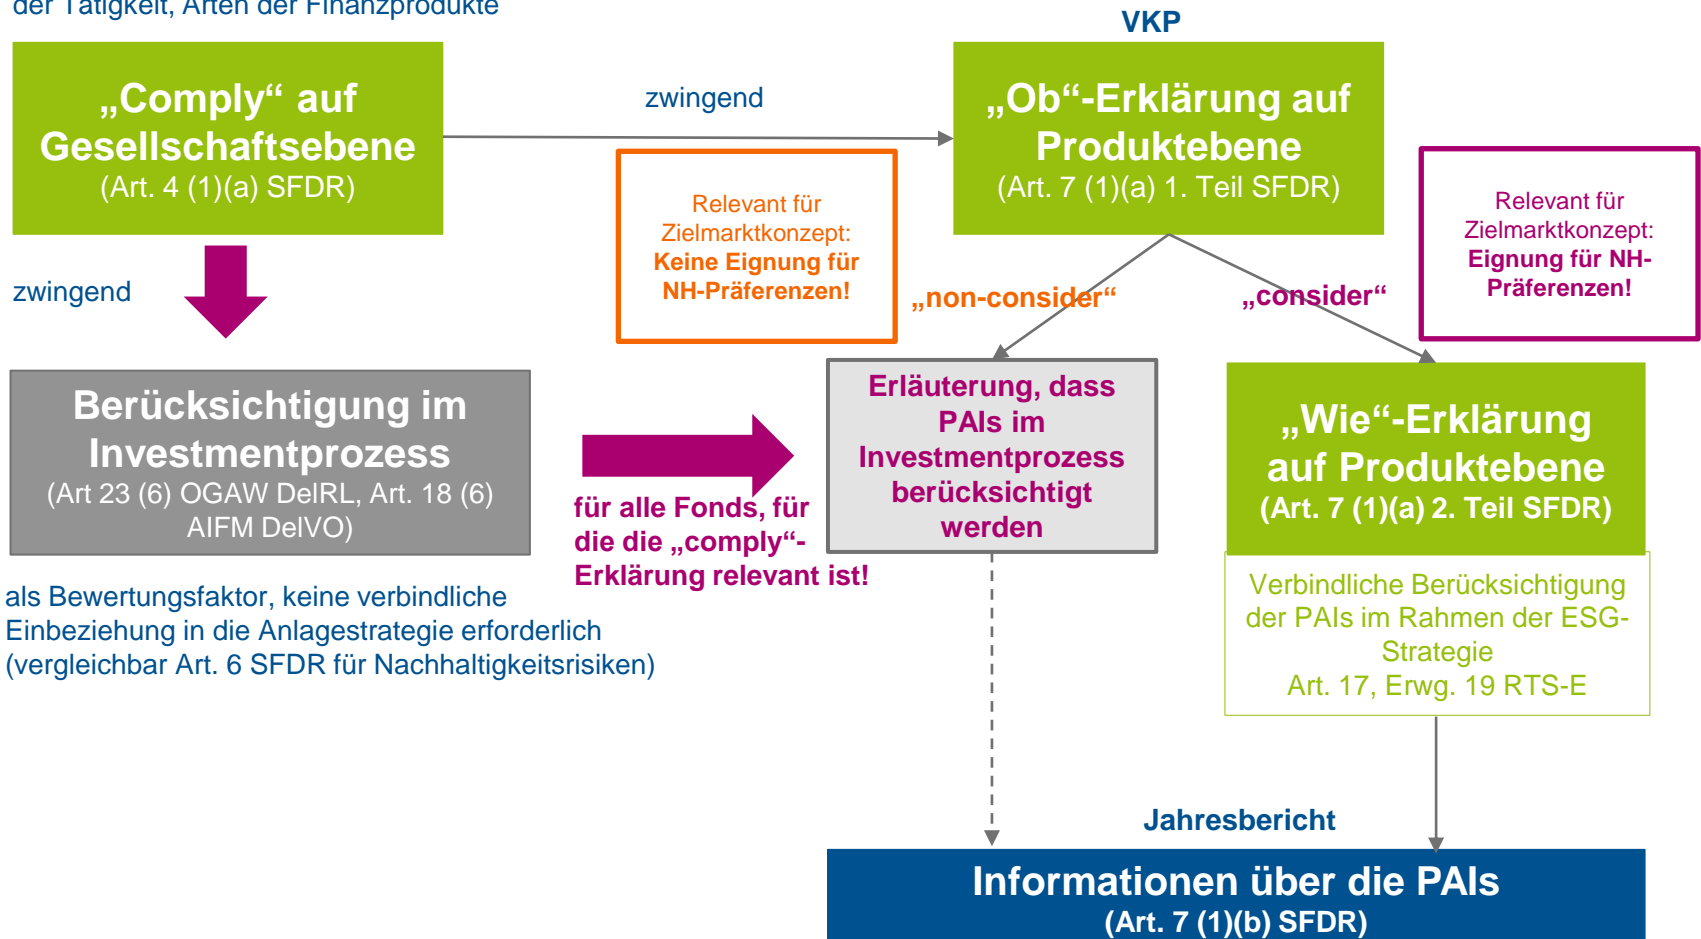 der Tätigkeit, Arten der Finanzprodukte
VKP
„Comply“ auf
Gesellschaftsebene
(Art. 4 (1)(a) SFDR)
zwingend
„Ob“-Erklärung auf
Produktebene
(Art. 7 (1)(a) 1. Teil SFDR)
Relevant für
Zielmarktkonzept:
Keine Eignung für
NH-Präferenzen!
Relevant für
Zielmarktkonzept:
Eignung für NH-
Präferenzen!
zwingend
„non-consider“
„consider“
Berücksichtigung im
Investmentprozess
(Art 23 (6) OGAW DelRL, Art. 18 (6)
AIFM DelVO)
für alle Fonds, für
die die „comply“-
Erklärung relevant ist!
Erläuterung, dass
PAIs im
Investmentprozess
berücksichtigt
werden
„Wie“-Erklärung
auf Produktebene
(Art. 7 (1)(a) 2. Teil SFDR)
als Bewertungsfaktor, keine verbindliche
Einbeziehung in die Anlagestrategie erforderlich
(vergleichbar Art. 6 SFDR für Nachhaltigkeitsrisiken)
Verbindliche Berücksichtigung
der PAIs im Rahmen der ESG-
Strategie
Art. 17, Erwg. 19 RTS-E
Jahresbericht
Informationen über die PAIs
(Art. 7 (1)(b) SFDR)